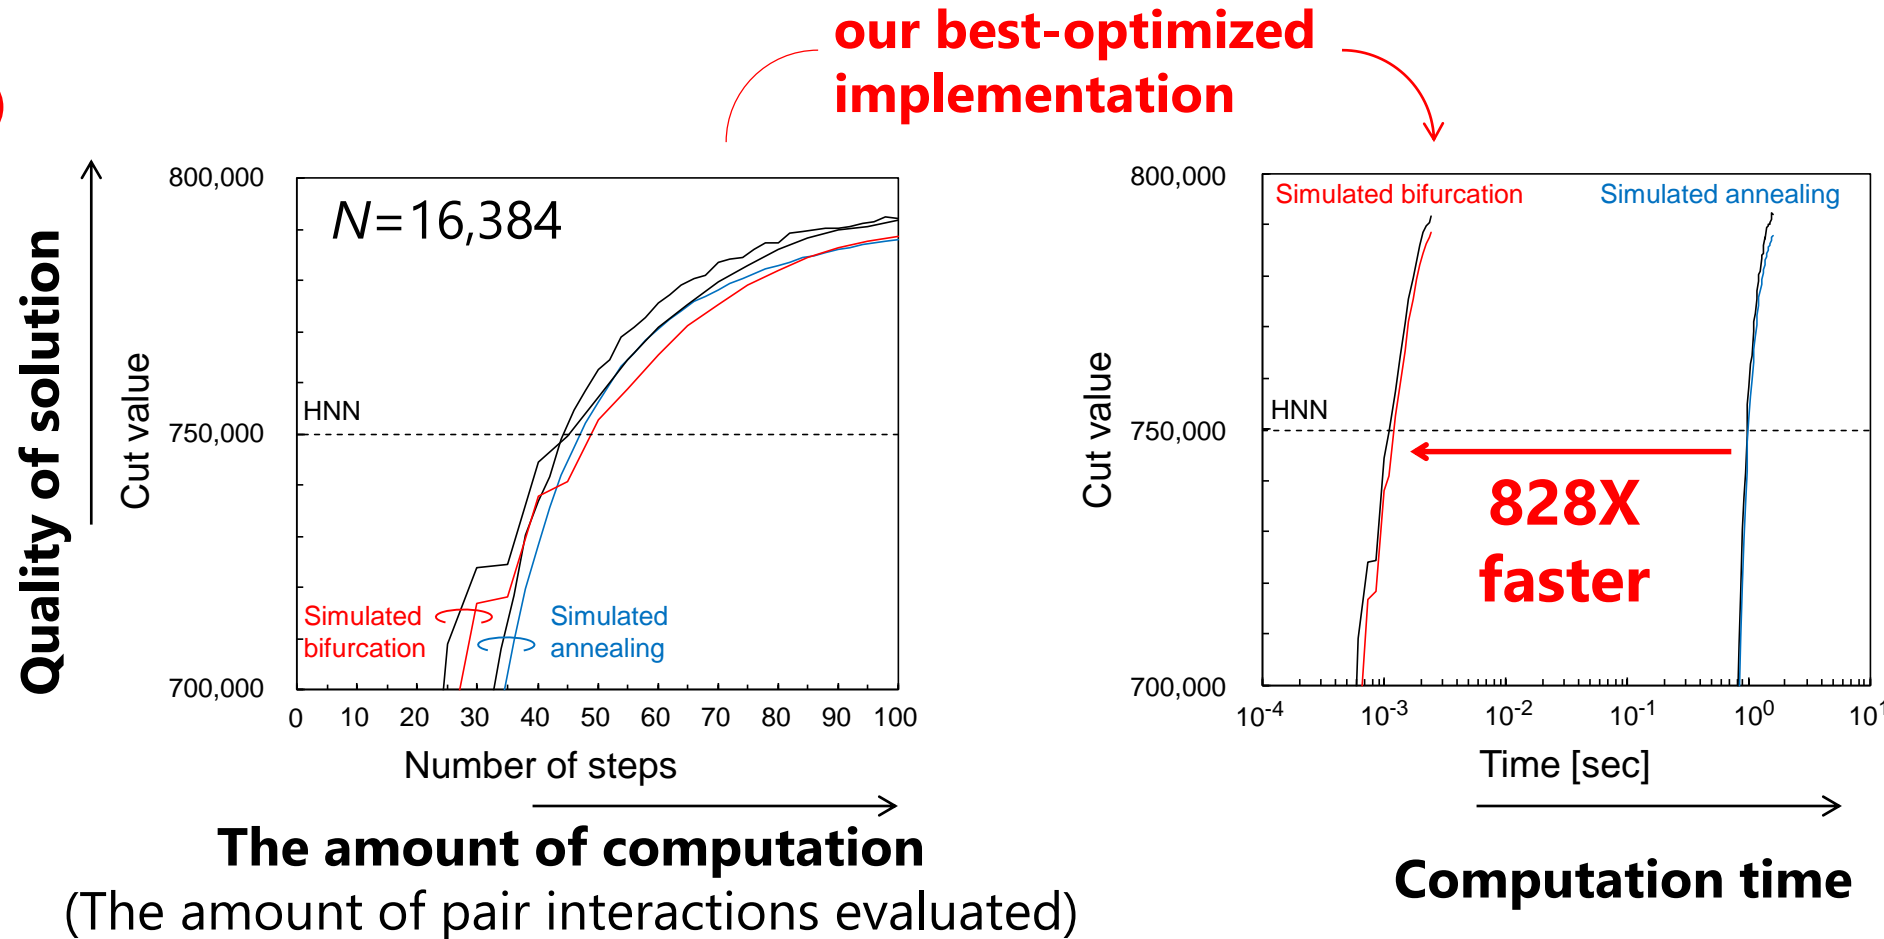 our best-optimized
implementation
)
Quality of solution
Cut value
800,000
750,000
700,000
N=16,384
HNN
Simulated
bifurcation
Simulated
annealing
0 10 20 30 40 50 60 70 80 90 100
Number of steps
The amount of computation
(The amount of pair interactions evaluated)
Cut value
800,000
750,000
700,000
Simulated bifurcation
Simulated annealing
HNN
828X
faster
10-4 10-3 10-2 10-1 100 101
Time [sec]
Computation time